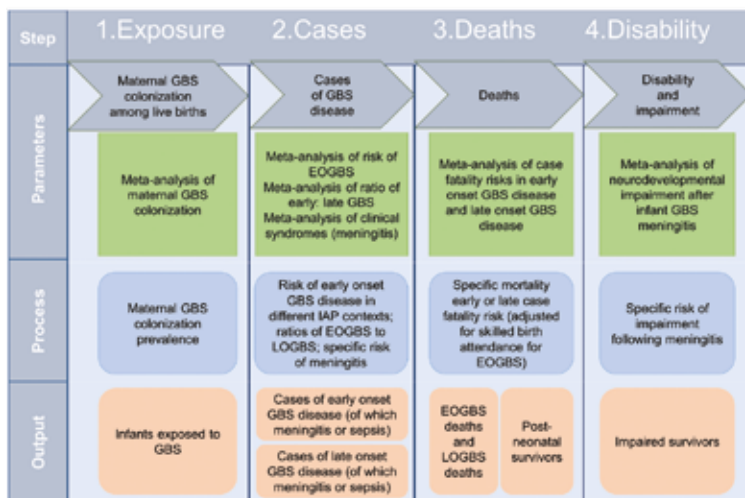 Step
1.Exposure
2.Cases
3.Deaths
4.Disability
Parameters
Maternal GBS
colonization
among live births
Cases
of GBS
disease
Deaths
Disability
and
impairment
Meta-analysis of
maternal GBS
colonization
Meta-analysis of risk of
EOGBS
Meta-analysis of ratio of
early: late GBS
Meta-analysis of clinical
syndromes (meningitis)
Meta-analysis of case
fatality risks in early
onset GBS disease
and late onset GBS
disease
Meta-analysis of
neurodevelopmental
impairment after
infant GBS
meningitis
Process
Maternal GBS
colonization
prevalence
Risk of early onset
GBS disease in
different IAP contexts;
ratios of EOGBS to
LOGBS; specific risk
of meningitis
Specific mortality
early or late case
fatality risk (adjusted
for skilled birth
attendance for
EOGBS)
Specific risk of
impairment
following meningitis
Output
Infants exposed to
GBS
Cases of early onset
GBS disease (of which
meningitis or sepsis)
Cases of late onset
GBS disease (of which
meningitis or sepsis)
EOGBS
deaths
and
LOGBS
deaths
Post-
neonatal
survivors
Impaired survivors